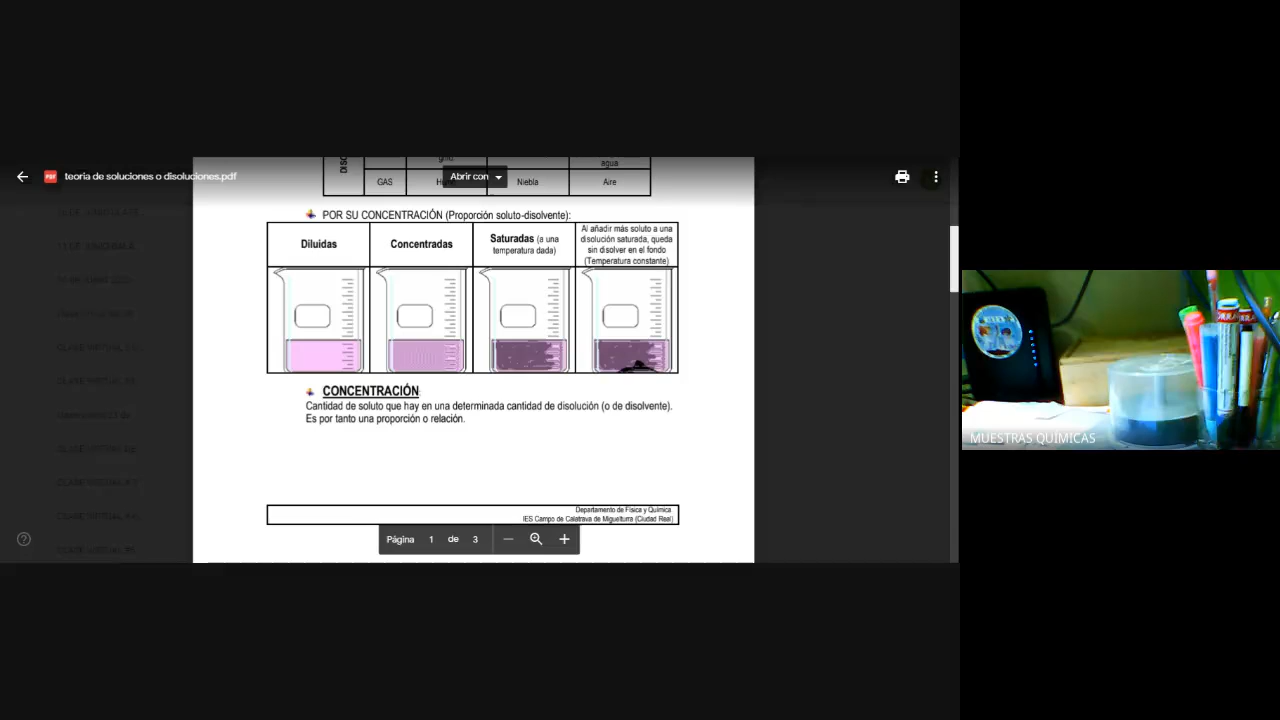 teoria de soluciones o disoluciones.pdf
Abrir con
agua
GAS
Niebla
Aire
POR SU CONCENTRACIÓN (Proporción soluto-disolvente):
Diluidas
Concentradas
Saturadas (a una
temperatura dada)
Al añadir más soluto a una
disolución saturada, queda
sin disolver en el fondo
(Temperatura constante)
CONCENTRACIÓN:
Cantidad de soluto que hay en una determinada cantidad de disolución (o de disolvente).
Es por tanto una proporción o relación.
Departamento de Física y Química
IES Campo de Calatrava de Miguelturra (Ciudad Real)
Página 1 de 3
MUESTRAS QUÍMICAS